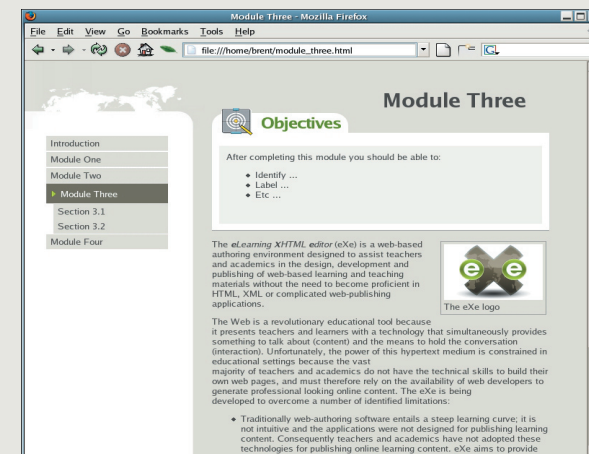 Module Three - Mozilla Firefox
File Edit View Go Bookmarks Tools Help
file:///home/brent/module_three.html
G
Module Three
Objectives
Introduction
Module One
Module Two
Module Three
Section 3.1
Section 3.2
Module Four
After completing this module you should be able to:
Identify ...
Label ...
Etc ...
The eLearning XHTML editor (eXe) is a web-based
authoring environment designed to assist teachers
and academics in the design, development and
publishing of web-based learning and teaching
materials without the need to become proficient in
HTML, XML or complicated web-publishing
applications.
e e
The eXe logo
The Web is a revolutionary educational tool because
it presents teachers and learners with a technology that simultaneously provides
something to talk about (content) and the means to hold the conversation
(interaction). Unfortunately, the power of this hypertext medium is constrained in
educational settings because the vast
majority of teachers and academics do not have the technical skills to build their
own web pages, and must therefore rely on the availability of web developers to
generate professional looking online content. The eXe is being
developed to overcome a number of identified limitations:
Traditionally web-authoring software entails a steep learning curve; it is
not intuitive and the applications were not designed for publishing learning
content. Consequently teachers and academics have not adopted these
technologies for publishing online learning content. eXe aims to provide